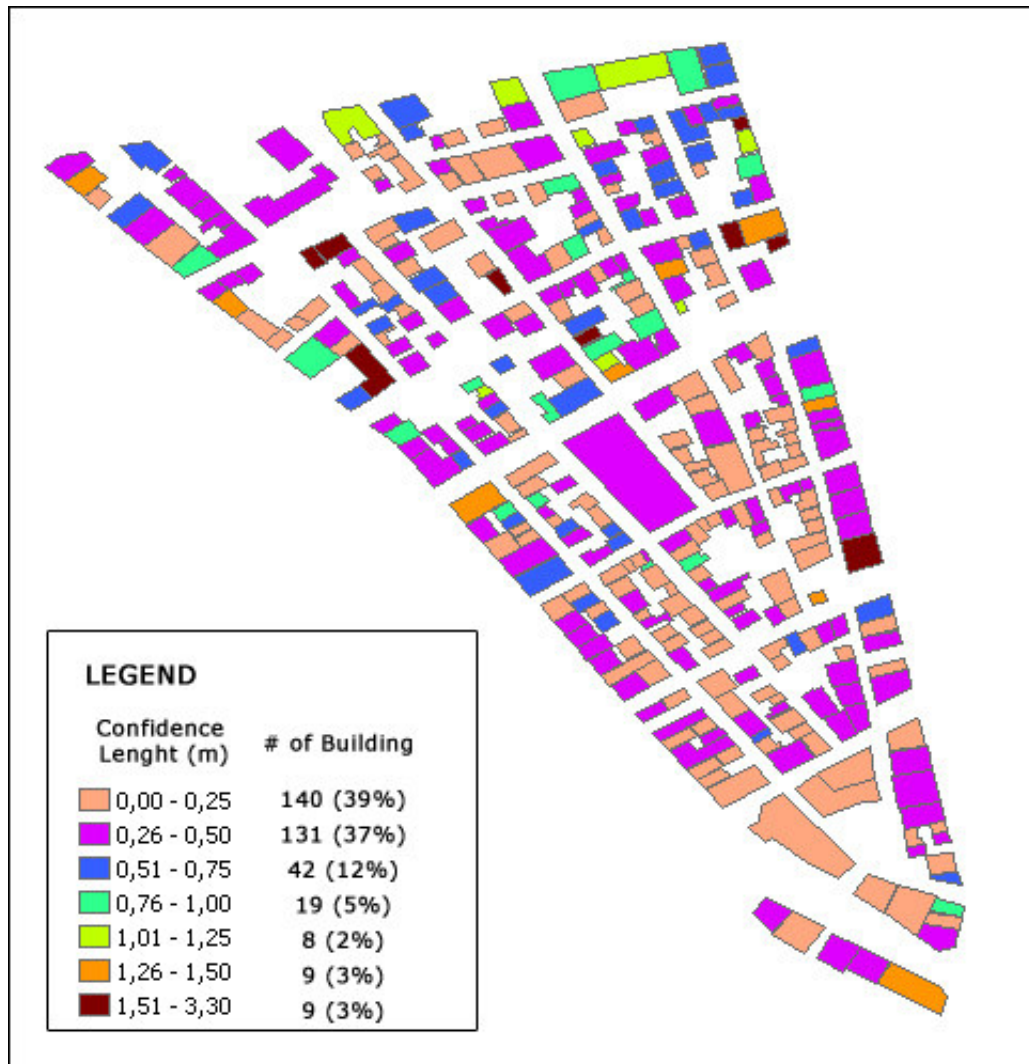 LEGEND
Confidence Lenght (m)
# of Building
0,00 - 0,25 140 (39%)
0,26 - 0,50 131 (37%)
0,51 - 0,75 42 (12%)
0,76 - 1,00 19 (5%)
1,01 - 1,25 8 (2%)
1,26 - 1,50 9 (3%)
1,51 - 3,30 9 (3%)